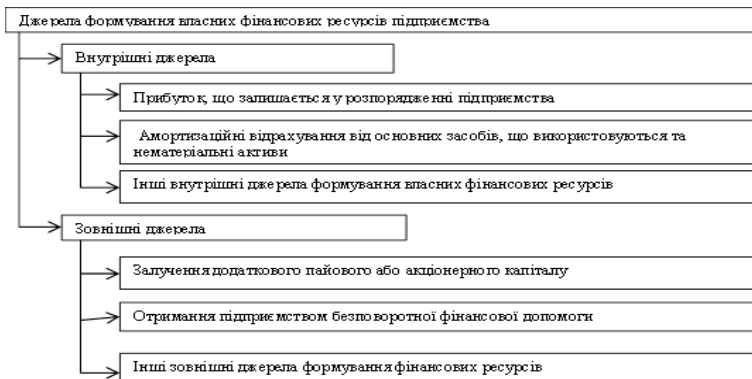 Джерела формування власних фінансових ресурсів підприємства
Внутрішні джерела
Прибуток, що залишається у розпорядженні підприємства
Амортизаційні відрахування від основних засобів, що використовуються та
нематеріальні активи
Інші внутрішні джерела формування власних фінансових ресурсів
Зовнішні джерела
Залучення додаткового пайового або акціонерного капіталу
Отримання підприємством безповоротної фінансової допомоги
Інші зовнішні джерела формування фінансових ресурсів